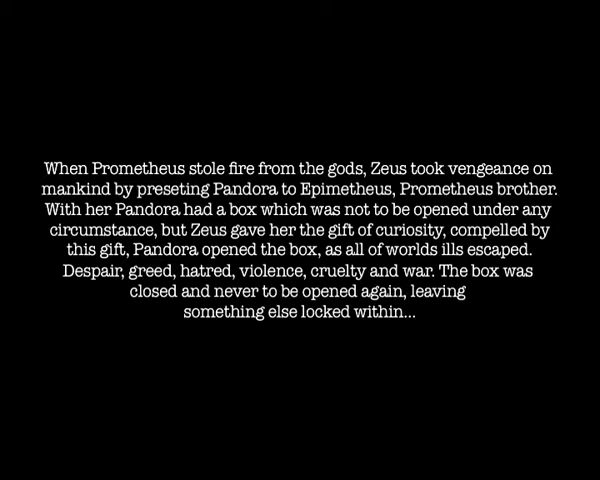 When Prometheus stole fire from the gods, Zeus took vengeance on
mankind by preseting Pandora to Epimetheus, Prometheus brother.
With her Pandora had a box which was not to be opened under any
circumstance, but Zeus gave her the gift of curiosity, compelled by
this gift, Pandora opened the box, as all of worlds ills escaped.
Despair, greed, hatred, violence, cruelty and war. The box was
closed and never to be opened again, leaving
something else locked within...